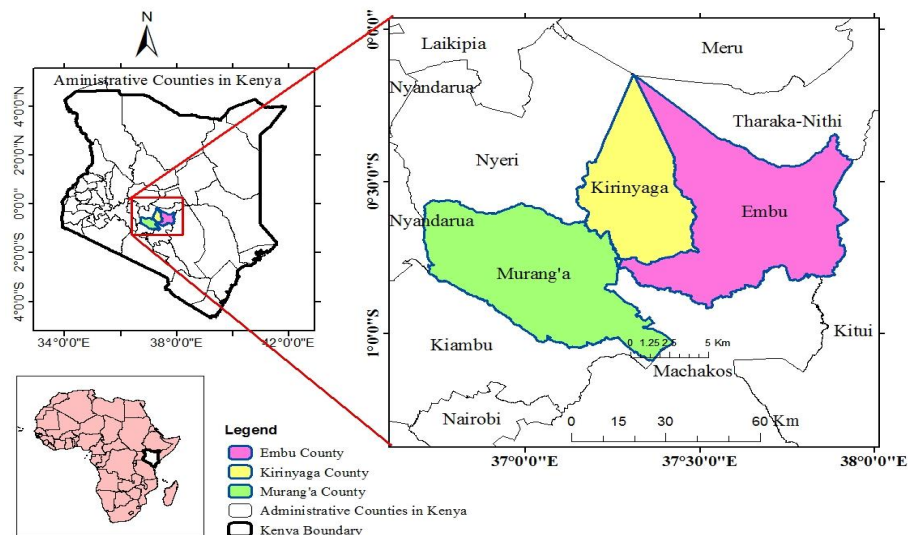 N
Aminstrative Counties in Kenya
4°0'0"N
2°0'0"N
0°0'0"
2°0'0"S
4°0'0"S
34°0'0"E
38°0'0"E
42°0'0"E
Legend
Embu County
Kirinyaga County
Murang'a County
Administrative Counties in Kenya
Kenya Boundary
0°0'0"
0°30'0"S
1°0'0"S
Laikipia
Meru
Nyandarua
Tharaka-Nithi
Nyeri
Kirinyaga
Embu
Nyandarua
Murang'a
Kitui
Kiambu
0 1.25 2.5 5 Km
Machakos
Nairobi
0 15 30 60 Km
37°0'0"E
37°30'0"E
38°0'0"E